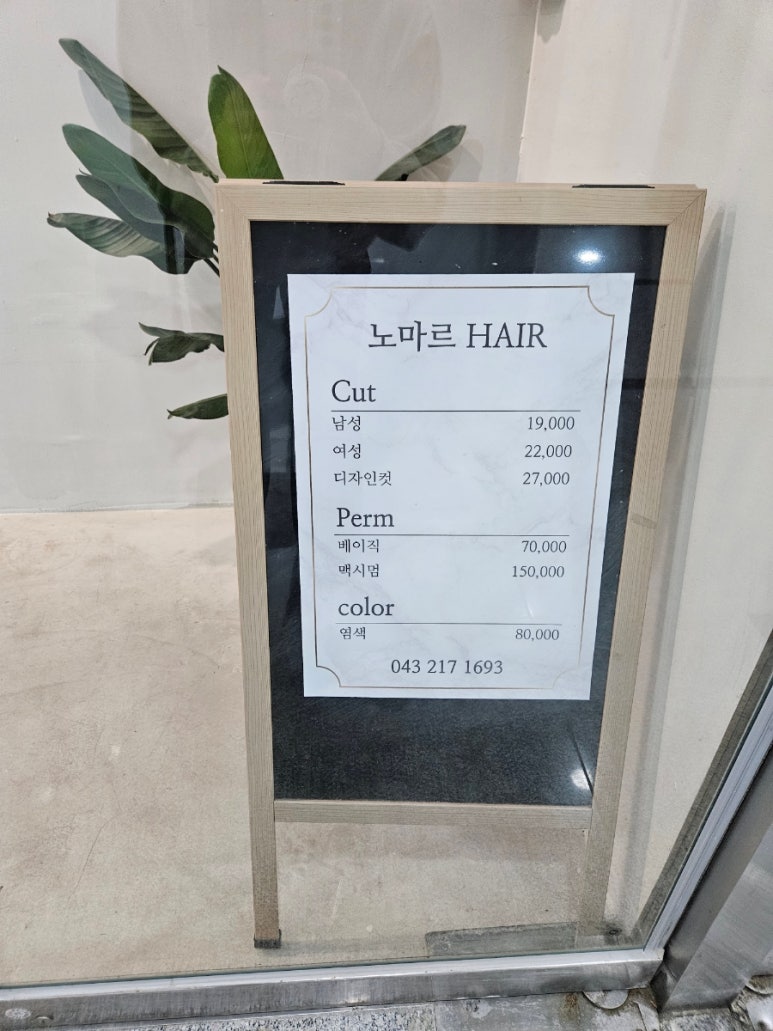 노마르 HAIR
Cut
남성 19,000
여성 22,000
디자인컷 27,000
Perm
베이직 70,000
맥시멈 150,000
color
염색 80,000
043 217 1693